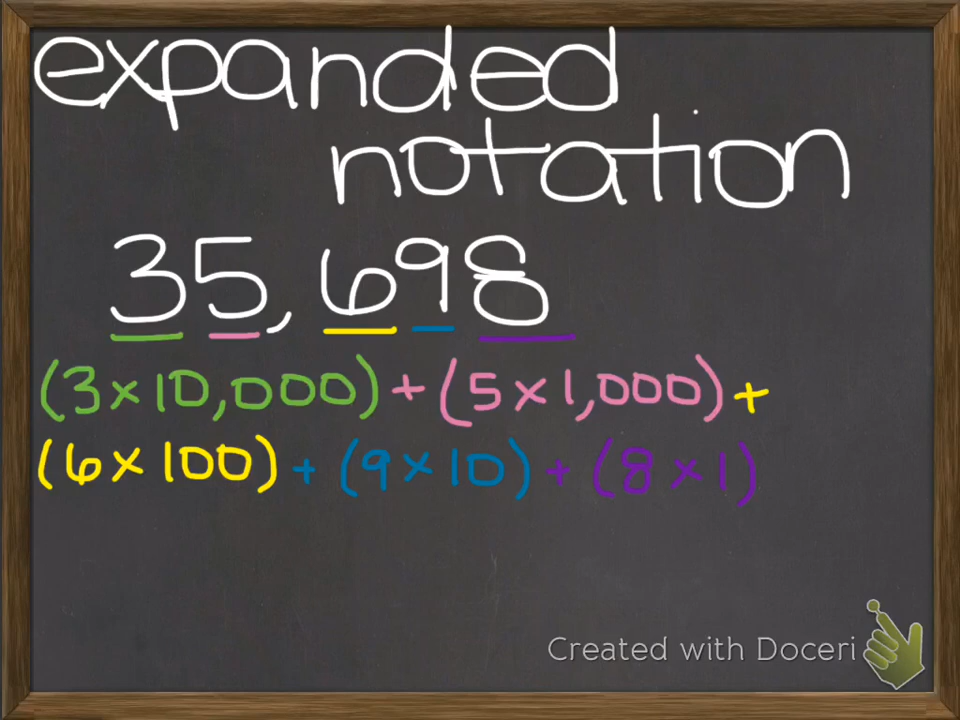 expanded
notation
35,698
(3 × 10,000) + (5 × 1,000) +
(6 × 100) + (9 × 10) + (8 × 1)
Created with Doceri